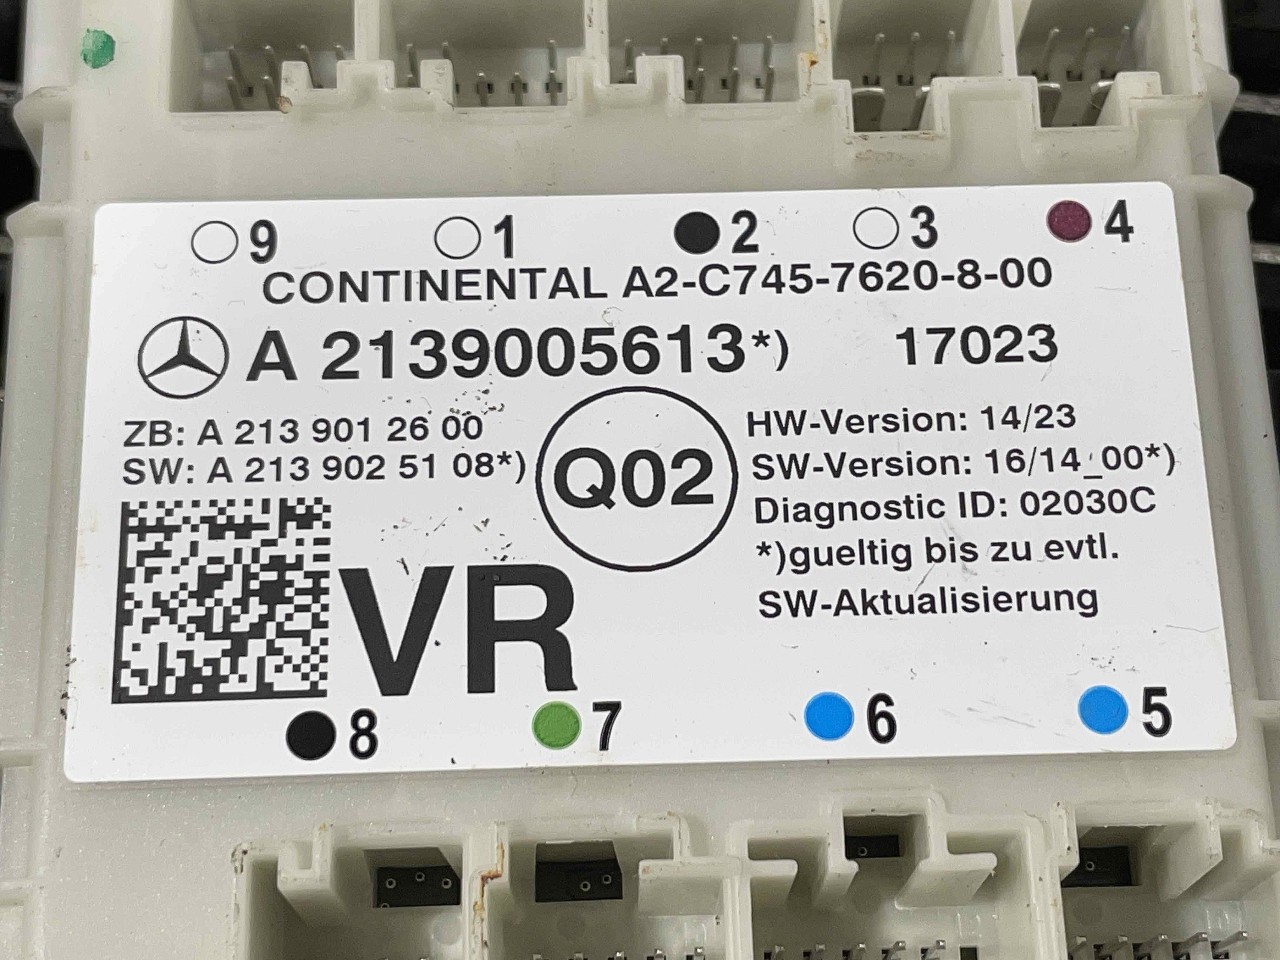 9 1 2 3 4
CONTINENTAL A2-C745-7620-8-00
A 2139005613*) 17023
ZB: A 213 901 26 00
SW: A 213 902 51 08*)
Q02
HW-Version: 14/23
SW-Version: 16/14_00*)
Diagnostic ID: 02030C
*)gueltig bis zu evtl.
SW-Aktualisierung
VR
8 7 6 5